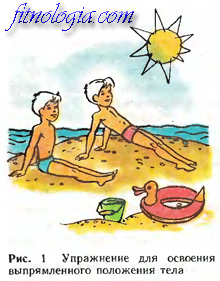 fitnologia.com
Рис. 1 Упражнение для освоения
выпрямленного положения тела